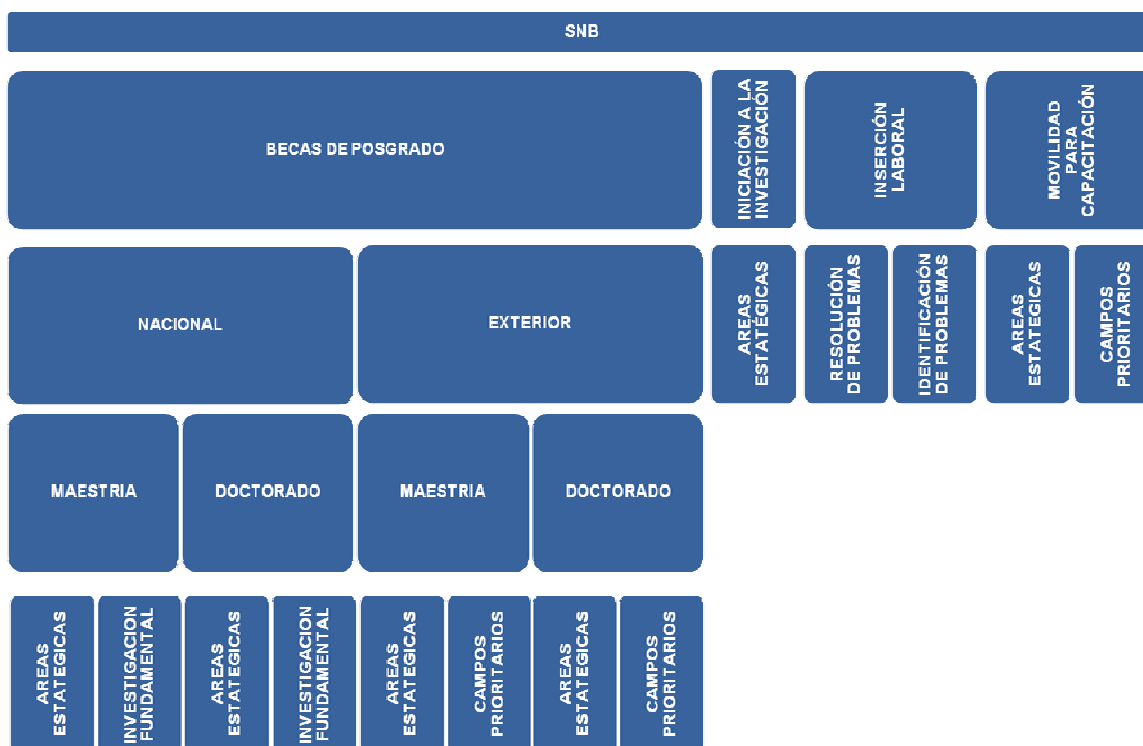 SNB
BECAS DE POSGRADO
INICIACIÓN A LA
INVESTIGACIÓN
INSERCIÓN
LABORAL
MOVILIDAD
PARA
CAPACITACIÓN
NACIONAL
EXTERIOR
AREAS
ESTATÉGICAS
RESOLUCIÓN
DE PROBLEMAS
IDENTIFICACIÓN
DE PROBLEMAS
AREAS
ESTATEGICAS
CAMPOS
PRIORITARIOS
MAESTRIA
DOCTORADO
MAESTRIA
DOCTORADO
AREAS
ESTATEGICAS
INVESTIGACION
FUNDAMENTAL
AREAS
ESTATEGICAS
INVESTIGACION
FUNDAMENTAL
AREAS
ESTATEGICAS
CAMPOS
PRIORITARIOS
AREAS
ESTATEGICAS
CAMPOS
PRIORITARIOS